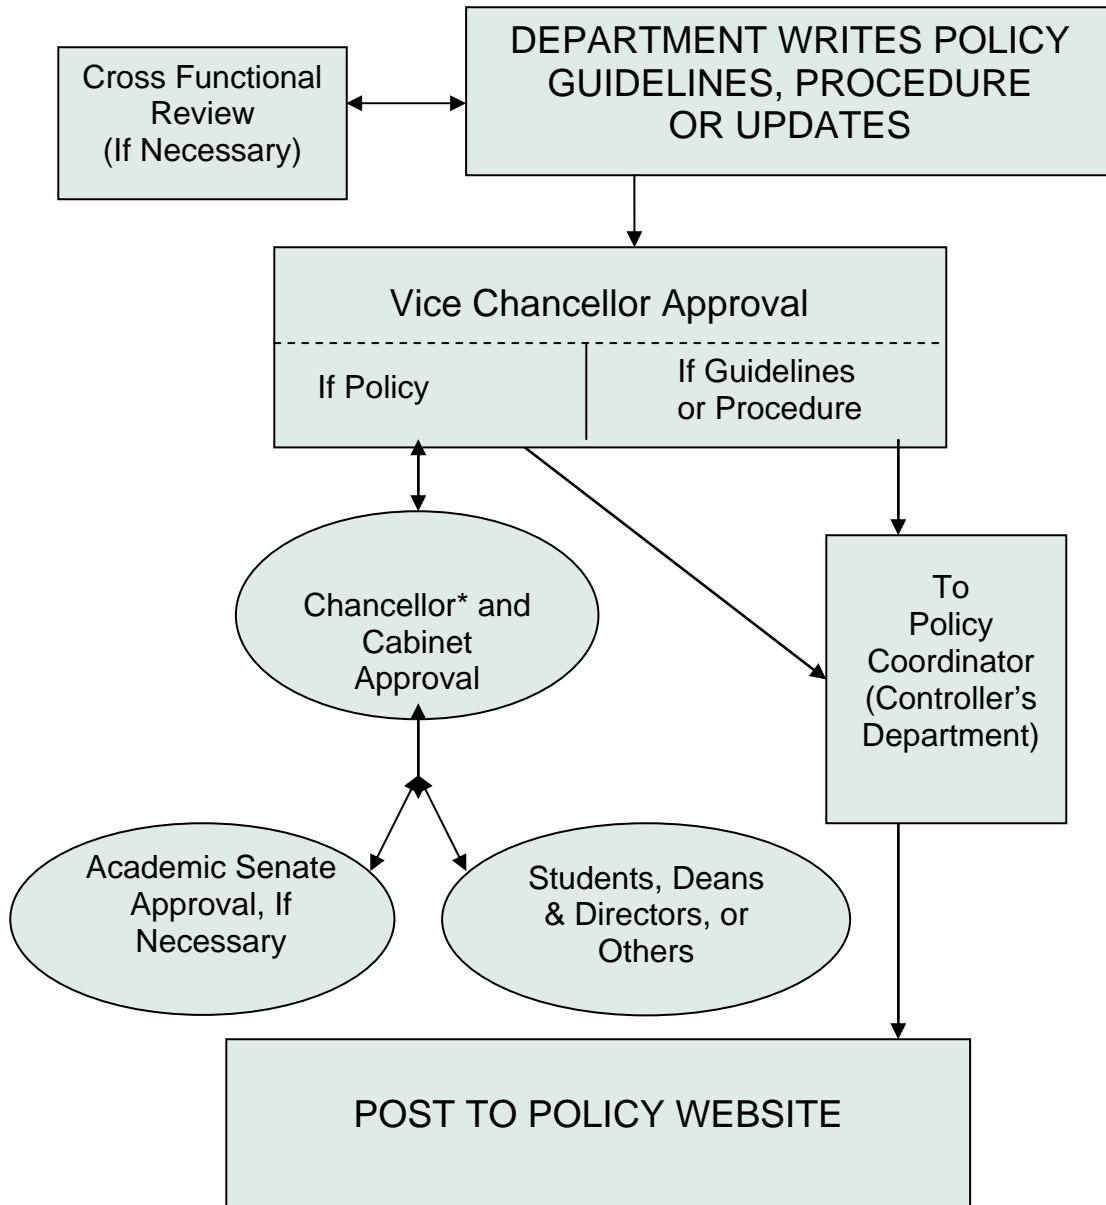 DEPARTMENT WRITES POLICY
GUIDELINES, PROCEDURE
OR UPDATES
Cross Functional
Review
(If Necessary)
Vice Chancellor Approval
If Policy
If Guidelines
or Procedure
Chancellor* and
Cabinet
Approval
To
Policy
Coordinator
(Controller’s
Department)
Academic Senate
Approval, If
Necessary
Students, Deans
& Directors, or
Others
POST TO POLICY WEBSITE